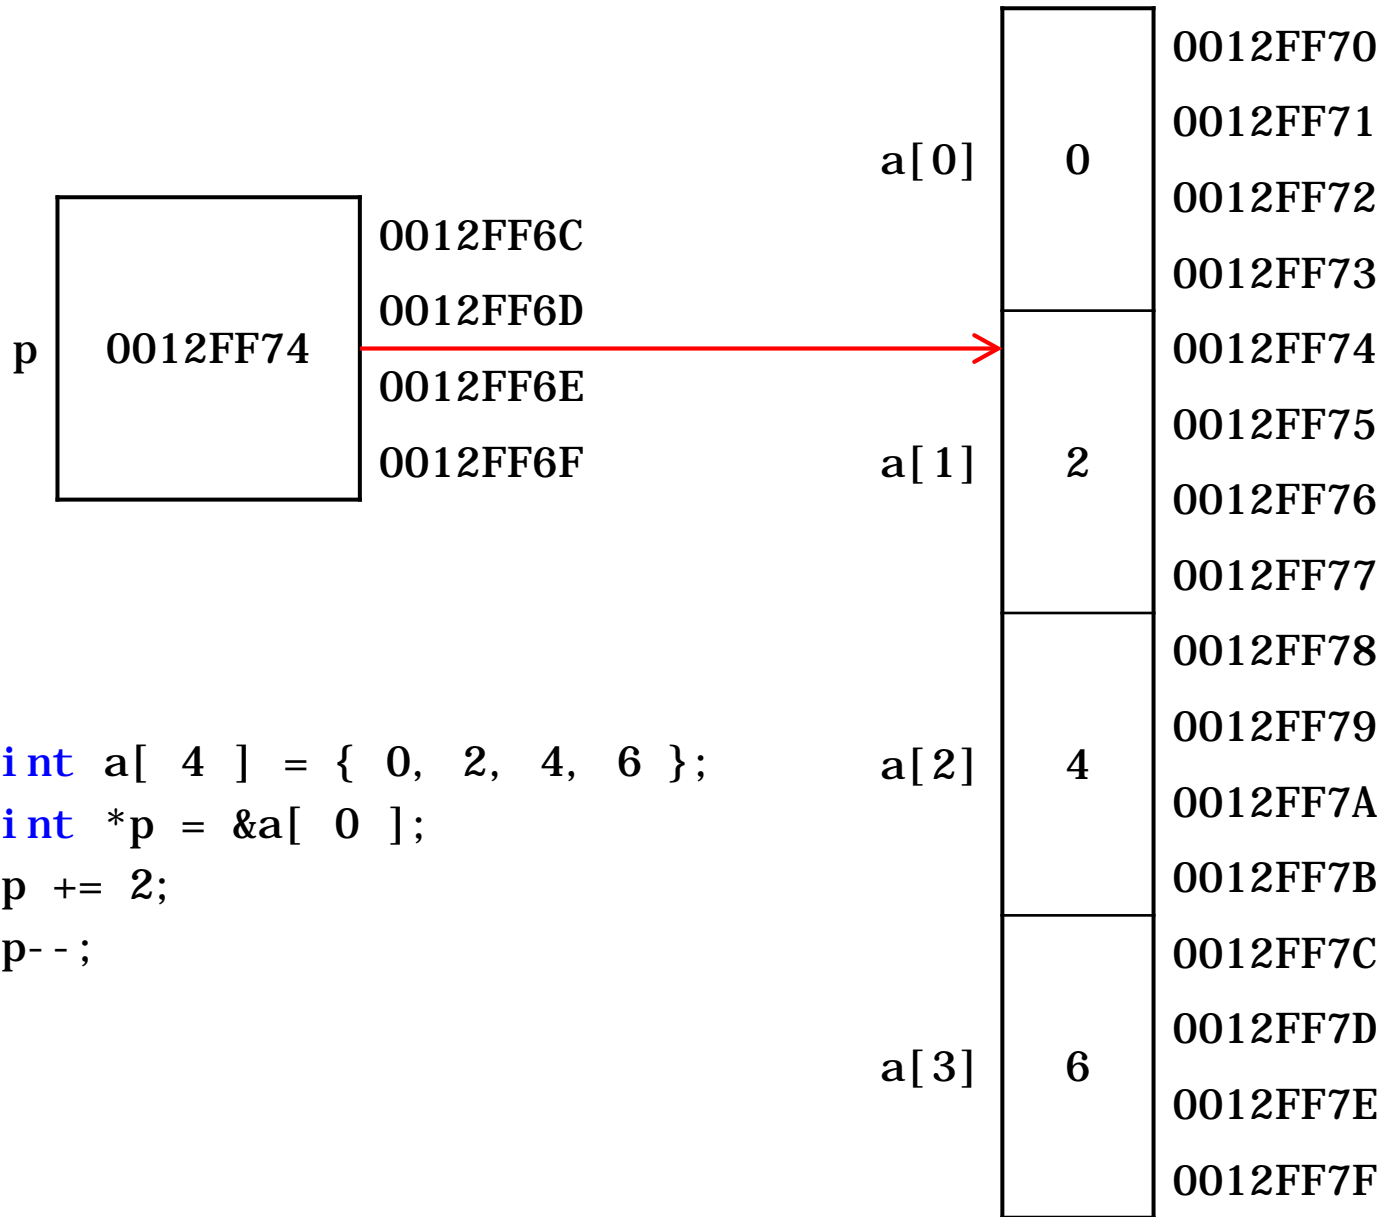 0012FF70
0012FF71
a[0] 0
0012FF72
0012FF6C
0012FF73
0012FF6D
p 0012FF74
0012FF74
0012FF6E
0012FF75
0012FF6F
a[1] 2
0012FF76
0012FF77
0012FF78
0012FF79
int a[ 4 ] = { 0, 2, 4, 6 };
a[2] 4
0012FF7A
int *p = &a[ 0 ];
0012FF7B
p += 2;
0012FF7C
p--;
0012FF7D
a[3] 6
0012FF7E
0012FF7F